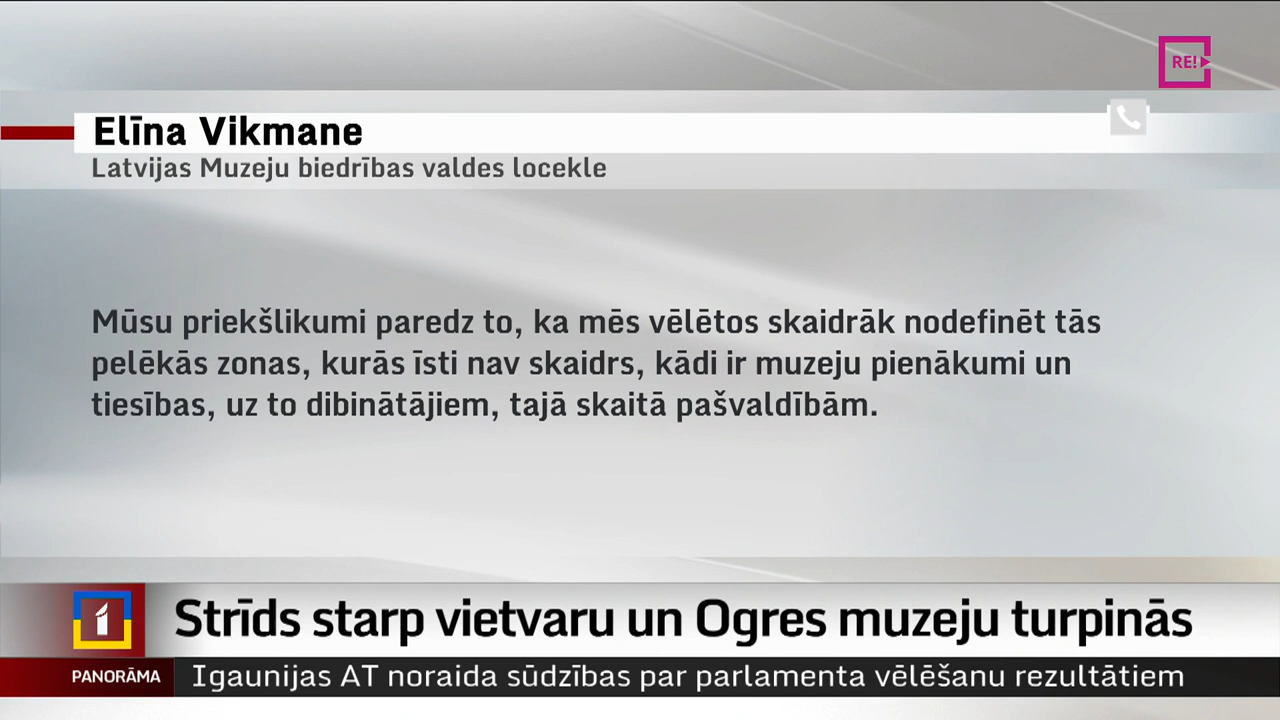 RE!
Elīna Vikmane
Latvijas Muzeju biedrības valdes locekle
Mūsu priekšlikumi paredz to, ka mēs vēlētos skaidrāk nodefinēt tās
pelēkās zonas, kurās īsti nav skaidrs, kādi ir muzeju pienākumi un
tiesības, uz to dibinātājiem, tajā skaitā pašvaldībām.
1
Strīds starp vietvaru un Ogres muzeju turpinās
PANORĀMA
Igaunijas AT noraida sūdzības par parlamenta vēlēšanu rezultātiem